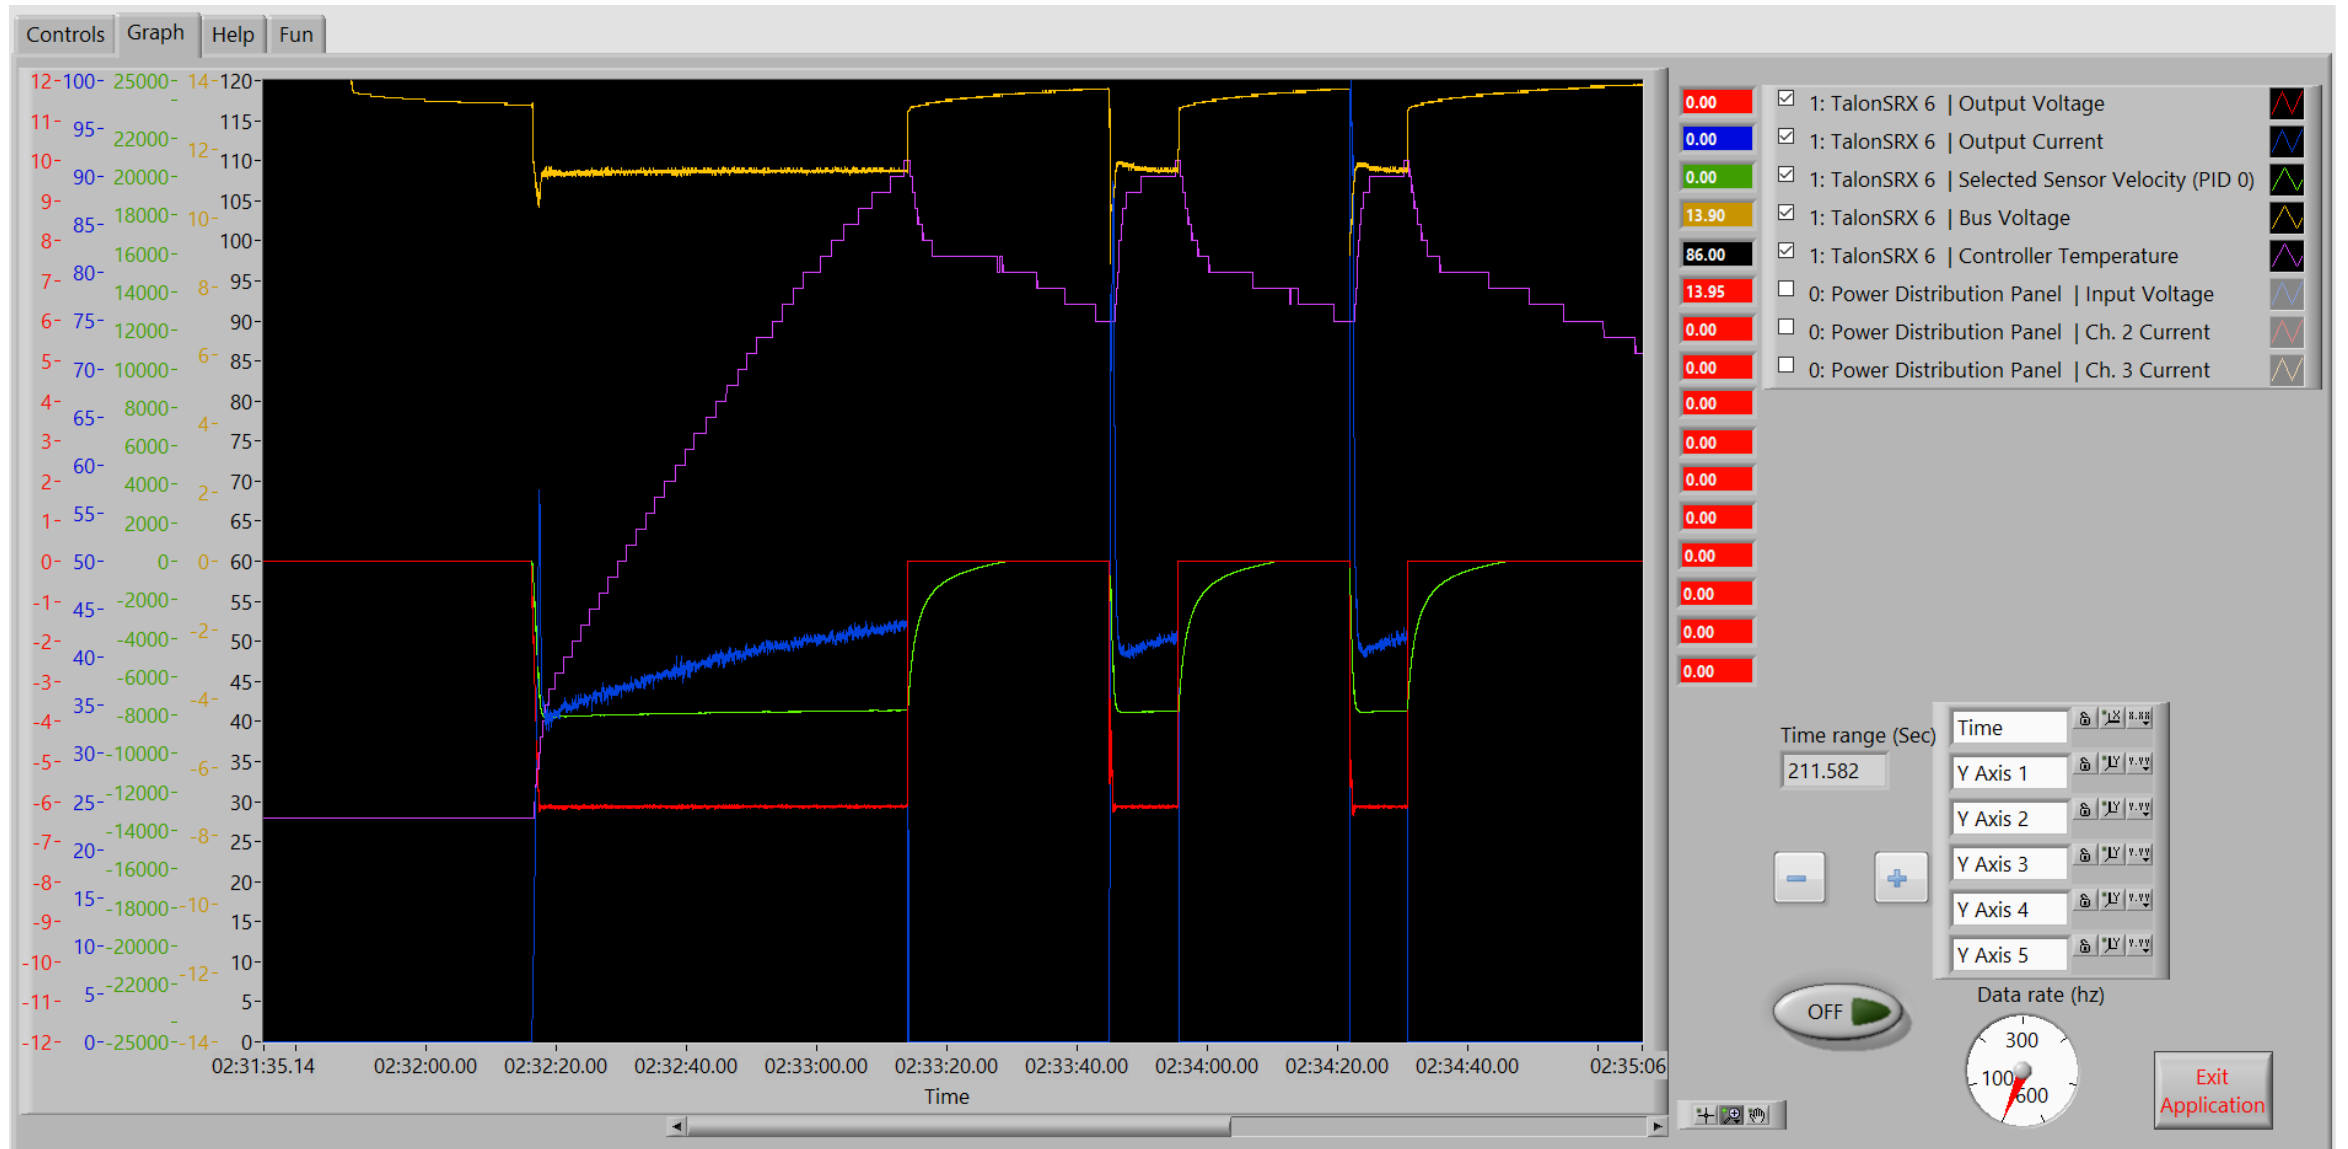 Controls Graph Help Fun
12 100 25000 14 120
11 95 22000 12 115
10 90 20000 10 110
9 85 18000 8 105
8 80 16000 6 100
7 75 14000 4 95
6 70 12000 2 90
5 65 10000 0 85
4 60 8000 -2 80
3 55 6000 -4 75
2 50 4000 -6 70
1 45 2000 -8 65
0 40 0 -10 60
-1 35 -2000 -12 55
-2 30 -4000 -14 50
-3 25 -6000 45
-4 20 -8000 40
-5 15 -10000 35
-6 10 -12000 30
-7 5 -14000 25
-8 0 -16000 20
-9 -18000 15
-10 -20000 10
-11 -22000 5
-12 -25000 0
02:31:35.14 02:32:00.00 02:32:20.00 02:32:40.00 02:33:00.00 02:33:20.00 02:33:40.00 02:34:00.00 02:34:20.00 02:34:40.00 02:35:06
Time
0.00 1: TalonSRX 6 | Output Voltage
0.00 1: TalonSRX 6 | Output Current
0.00 1: TalonSRX 6 | Selected Sensor Velocity (PID 0)
13.90 1: TalonSRX 6 | Bus Voltage
86.00 1: TalonSRX 6 | Controller Temperature
13.95 0: Power Distribution Panel | Input Voltage
0.00 0: Power Distribution Panel | Ch. 2 Current
0.00 0: Power Distribution Panel | Ch. 3 Current
0.00
0.00
0.00
0.00
0.00
0.00
0.00
0.00
Time range (Sec)
211.582
Time
Y Axis 1
Y Axis 2
Y Axis 3
Y Axis 4
Y Axis 5
OFF
Data rate (hz)
300
100
600
Exit
Application